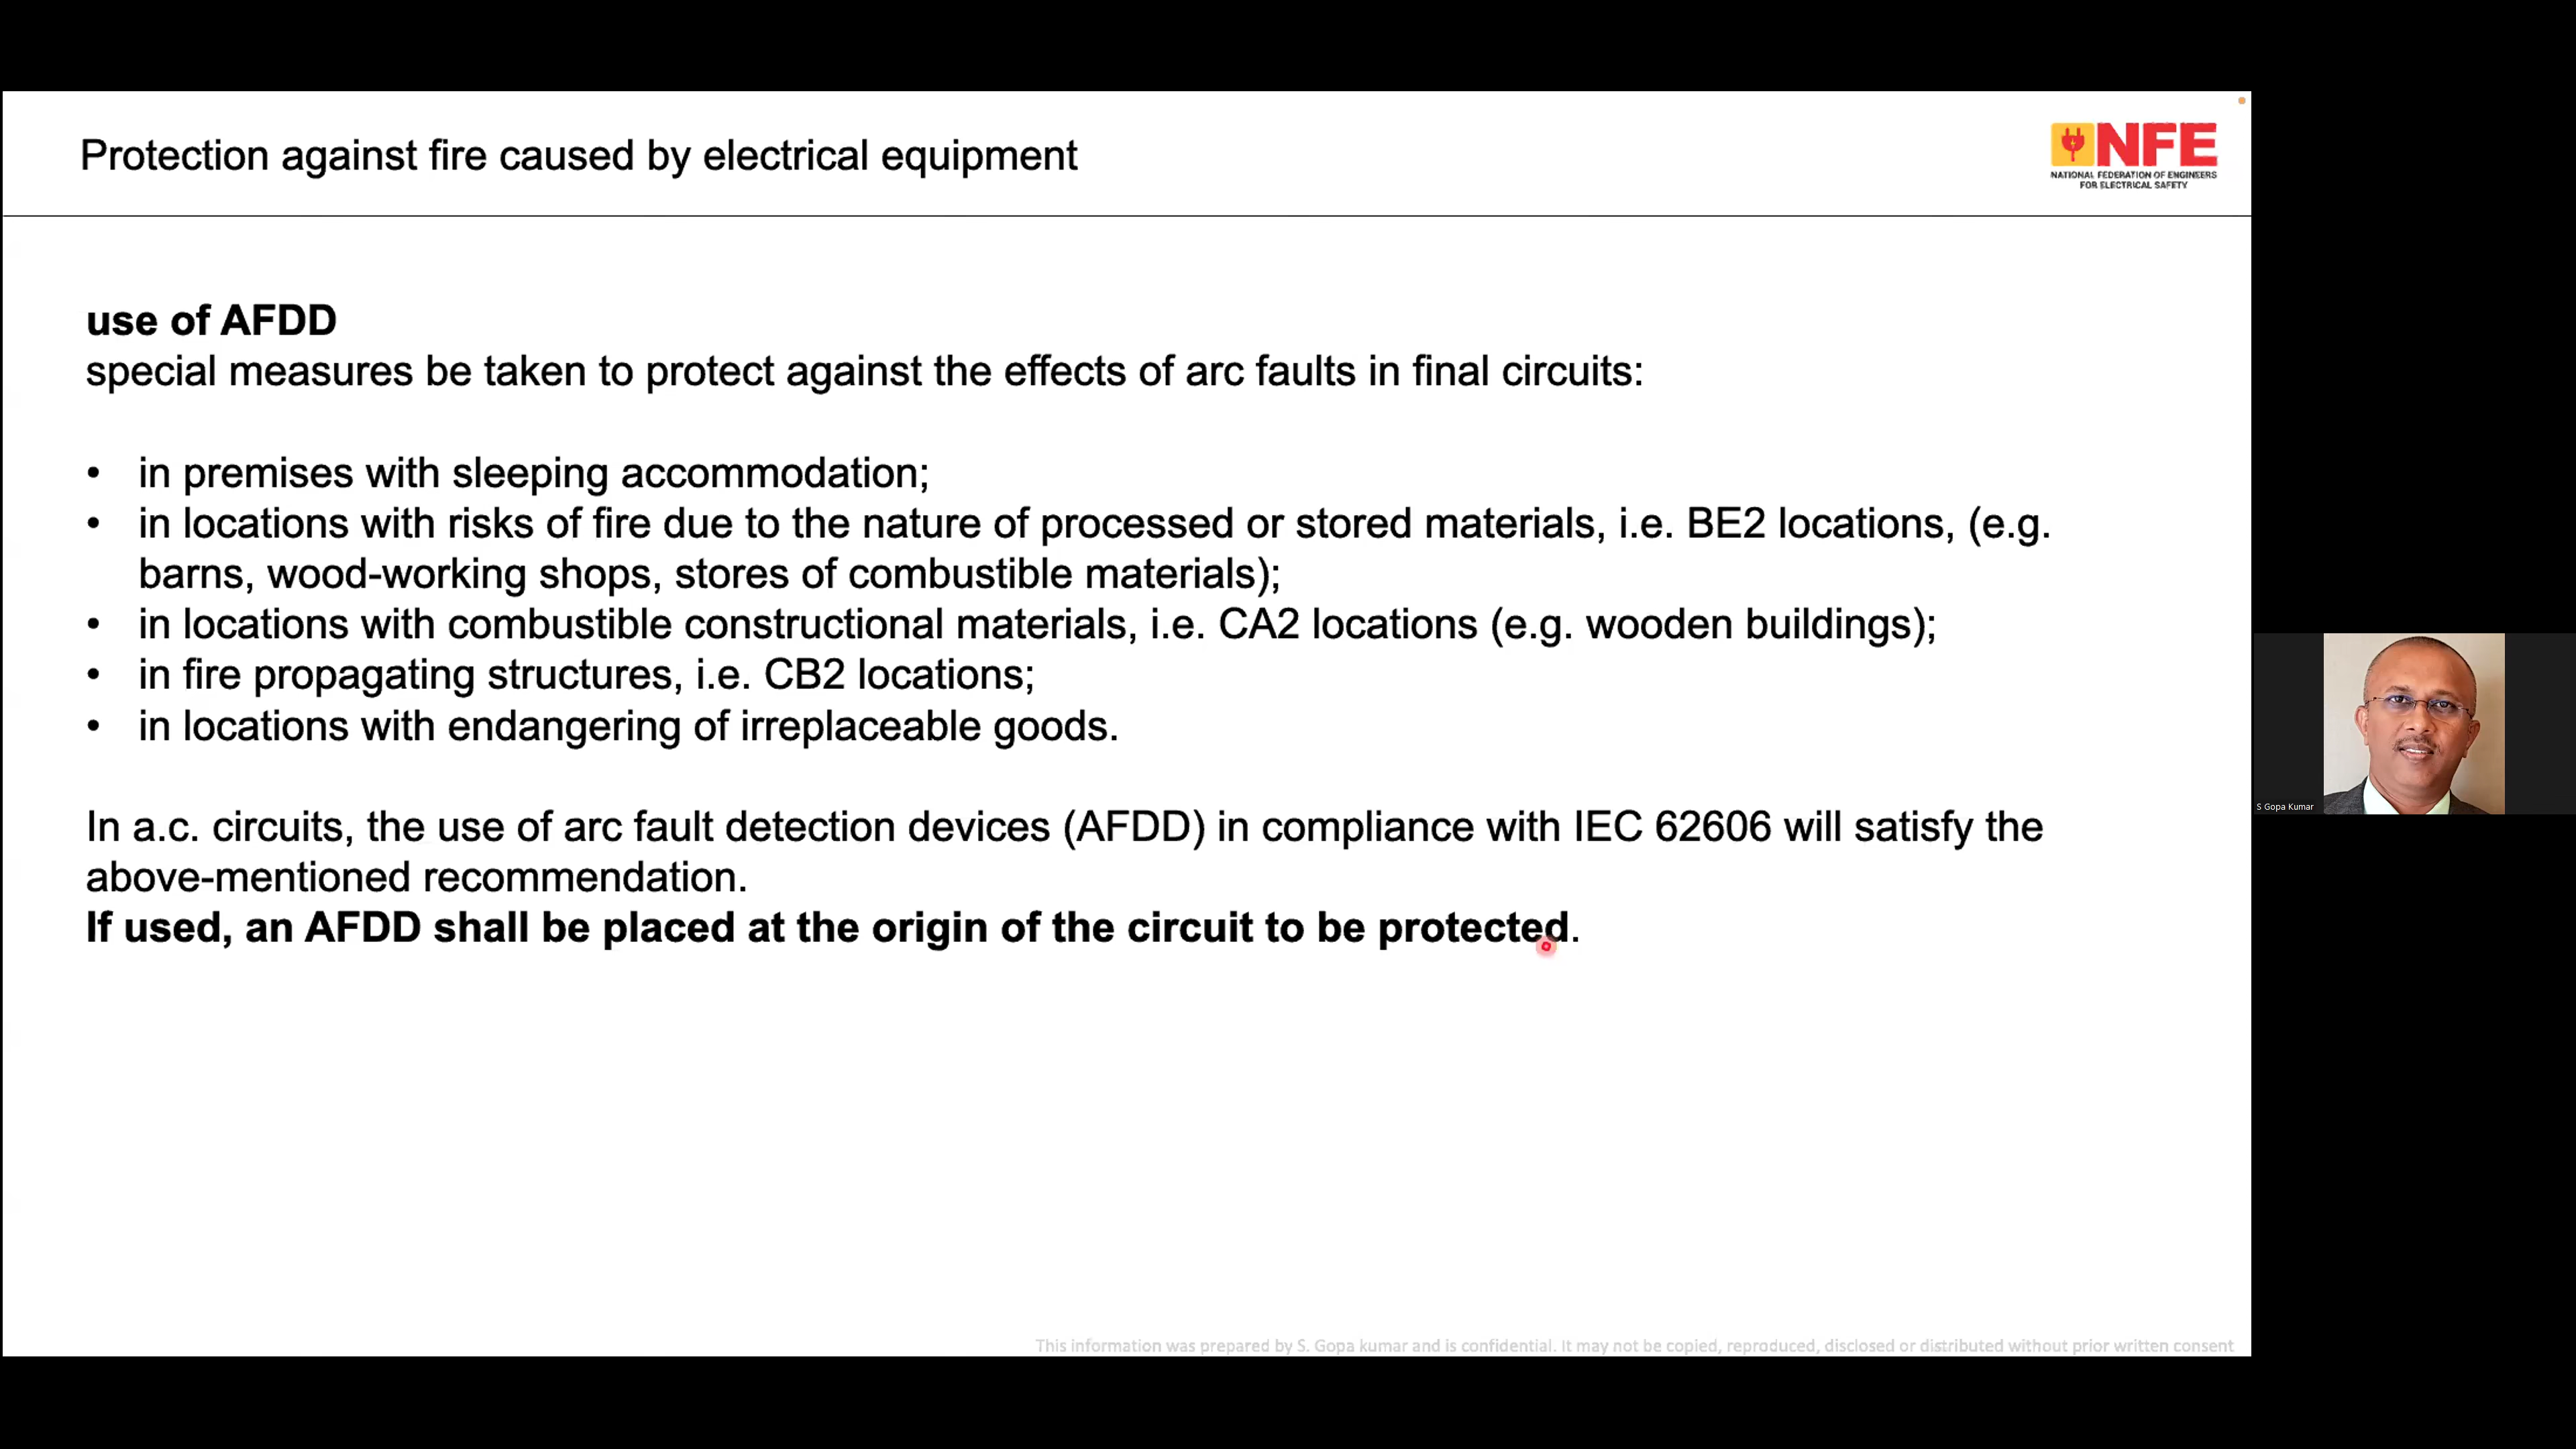 Protection against fire caused by electrical equipment
NFE
NATIONAL FEDERATION OF ENGINEERS
FOR ELECTRICAL SAFETY
use of AFDD
special measures be taken to protect against the effects of arc faults in final circuits:
• in premises with sleeping accommodation;
• in locations with risks of fire due to the nature of processed or stored materials, i.e. BE2 locations, (e.g.
barns, wood-working shops, stores of combustible materials);
• in locations with combustible constructional materials, i.e. CA2 locations (e.g. wooden buildings);
• in fire propagating structures, i.e. CB2 locations;
• in locations with endangering of irreplaceable goods.
In a.c. circuits, the use of arc fault detection devices (AFDD) in compliance with IEC 62606 will satisfy the
above-mentioned recommendation.
If used, an AFDD shall be placed at the origin of the circuit to be protected.
S Gopa Kumar
This information was prepared by S. Gopa kumar and is confidential. It may not be copied, reproduced, disclosed or distributed without prior written consent